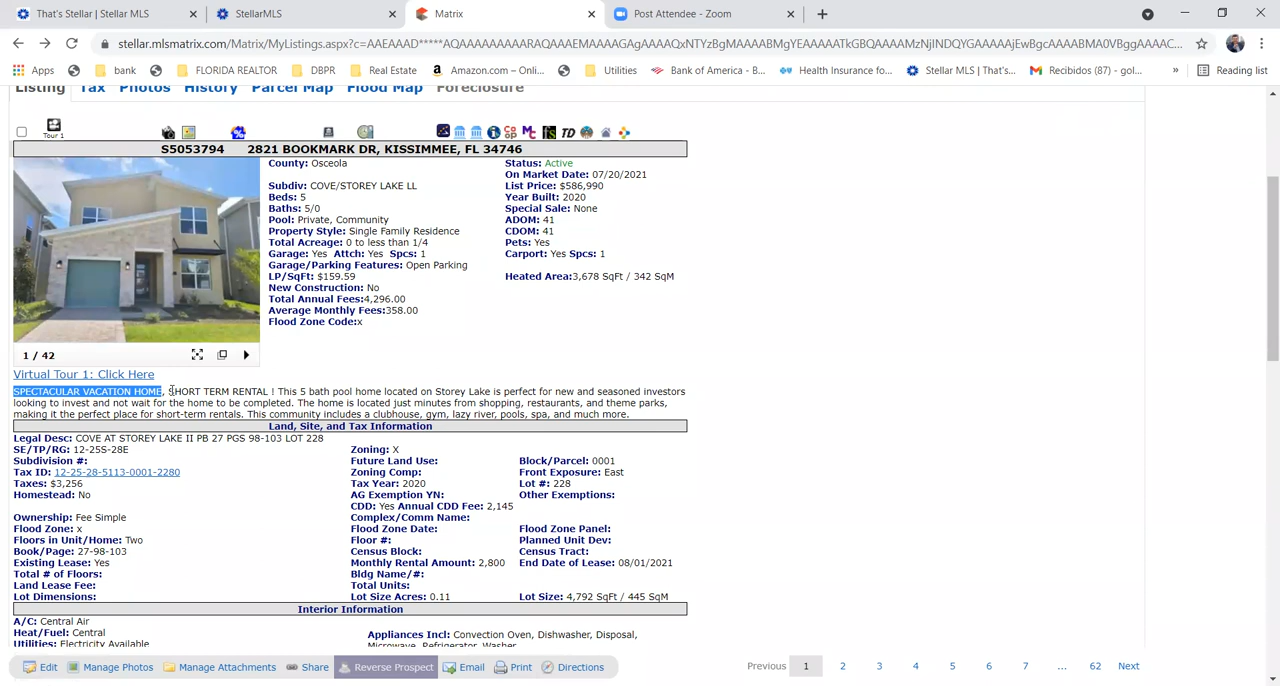 That's Stellar | Stellar MLS
StellarMLS
Matrix
Post Attendee - Zoom
stellar.mlsmatrix.com/Matrix/MyListings.aspx?c=AAEAAAD*****AQAAAAAAAAARAQAAAEMAAAAGAgAAAAQxNTYzBgMAAAABMgYEAAAAATkGBQAAAAMzNjINDQYGAAAAAjEwBgcAAAABMA0VBggAAAAC...
Apps bank FLORIDA REALTOR DBPR Real Estate Amazon.com – Onli... Utilities Bank of America - B... Health Insurance fo... Stellar MLS | That's... Recibidos (87) - gol... » Reading list
Listing Tax Photos History Parcel Map Flood Map Foreclosure
Tour 1
S5053794 2821 BOOKMARK DR, KISSIMMEE, FL 34746
County: Osceola Status: Active
On Market Date: 07/20/2021
Subdiv: COVE/STOREY LAKE LL List Price: $586,990
Beds: 5 Year Built: 2020
Baths: 5/0 Special Sale: None
Pool: Private, Community ADOM: 41
Property Style: Single Family Residence CDOM: 41
Total Acreage: 0 to less than 1/4 Pets: Yes
Garage: Yes Attch: Yes Spcs: 1 Carport: Yes Spcs: 1
Garage/Parking Features: Open Parking
LP/SqFt: $159.59 Heated Area:3,678 SqFt / 342 SqM
New Construction: No
Total Annual Fees:4,296.00
Average Monthly Fees:358.00
Flood Zone Code:x
1 / 42
Virtual Tour 1: Click Here
SPECTACULAR VACATION HOME, SHORT TERM RENTAL ! This 5 bath pool home located on Storey Lake is perfect for new and seasoned investors
looking to invest and not wait for the home to be completed. The home is located just minutes from shopping, restaurants, and theme parks,
making it the perfect place for short-term rentals. This community includes a clubhouse, gym, lazy river, pools, spa, and much more.
Land, Site, and Tax Information
Legal Desc: COVE AT STOREY LAKE II PB 27 PGS 98-103 LOT 228
SE/TP/RG: 12-25S-28E Zoning: X
Subdivision #: Future Land Use: Block/Parcel: 0001
Tax ID: 12-25-28-5113-0001-2280 Zoning Comp: Front Exposure: East
Taxes: $3,256 Tax Year: 2020 Lot #: 228
Homestead: No AG Exemption YN: Other Exemptions:
CDD: Yes Annual CDD Fee: 2,145
Ownership: Fee Simple Complex/Comm Name:
Flood Zone: x Flood Zone Date: Flood Zone Panel:
Floors in Unit/Home: Two Floor #: Planned Unit Dev:
Book/Page: 27-98-103 Census Block: Census Tract:
Existing Lease: Yes Monthly Rental Amount: 2,800 End Date of Lease: 08/01/2021
Total # of Floors: Bldg Name/#:
Land Lease Fee: Total Units:
Lot Dimensions: Lot Size Acres: 0.11 Lot Size: 4,792 SqFt / 445 SqM
Interior Information
A/C: Central Air
Heat/Fuel: Central Appliances Incl: Convection Oven, Dishwasher, Disposal,
Utilities: Electricity Available Microwave, Refrigerator, Washer
Edit Manage Photos Manage Attachments Share Reverse Prospect Email Print Directions Previous 1 2 3 4 5 6 7 ... 62 Next